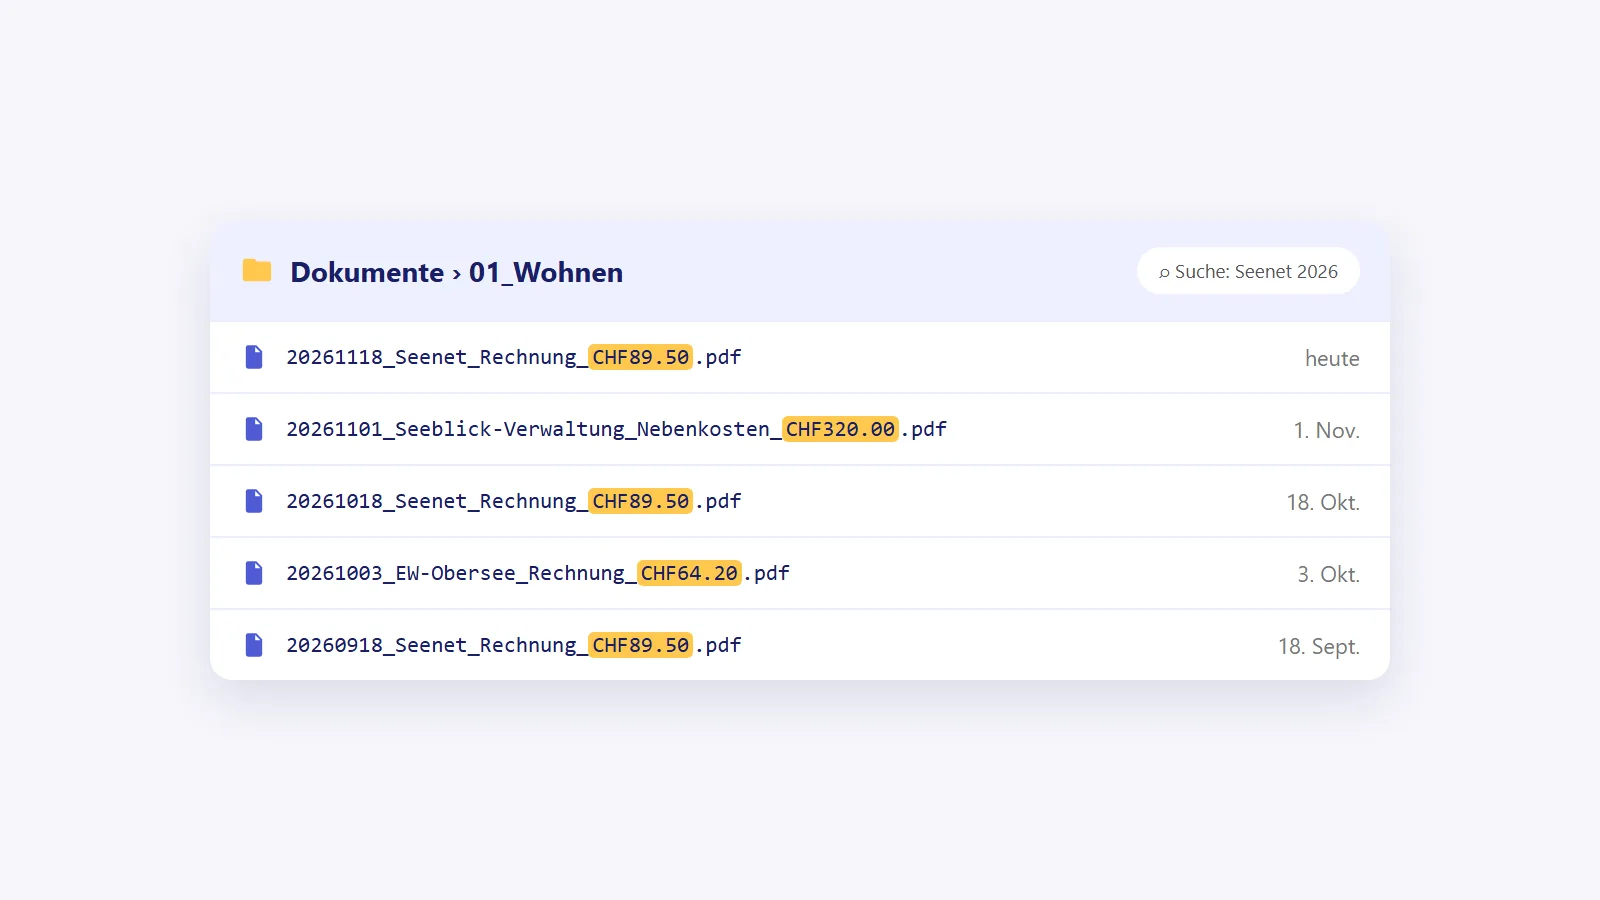 Dokumente › 01_Wohnen
⌕ Suche: Seenet 2026
20261118_Seenet_Rechnung_CHF89.50.pdf heute
20261101_Seeblick-Verwaltung_Nebenkosten_CHF320.00.pdf 1. Nov.
20261018_Seenet_Rechnung_CHF89.50.pdf 18. Okt.
20261003_EW-Obersee_Rechnung_CHF64.20.pdf 3. Okt.
20260918_Seenet_Rechnung_CHF89.50.pdf 18. Sept.